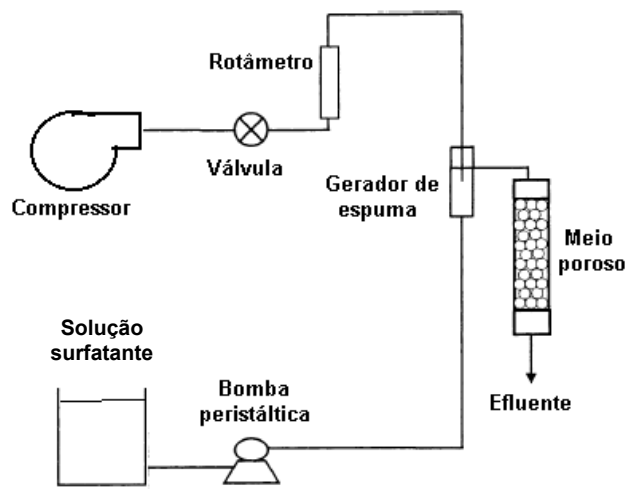 Rotâmetro
Válvula
Compressor
Gerador de
espuma
Meio
poroso
Solução
surfatante
Bomba
peristáltica
Efluente